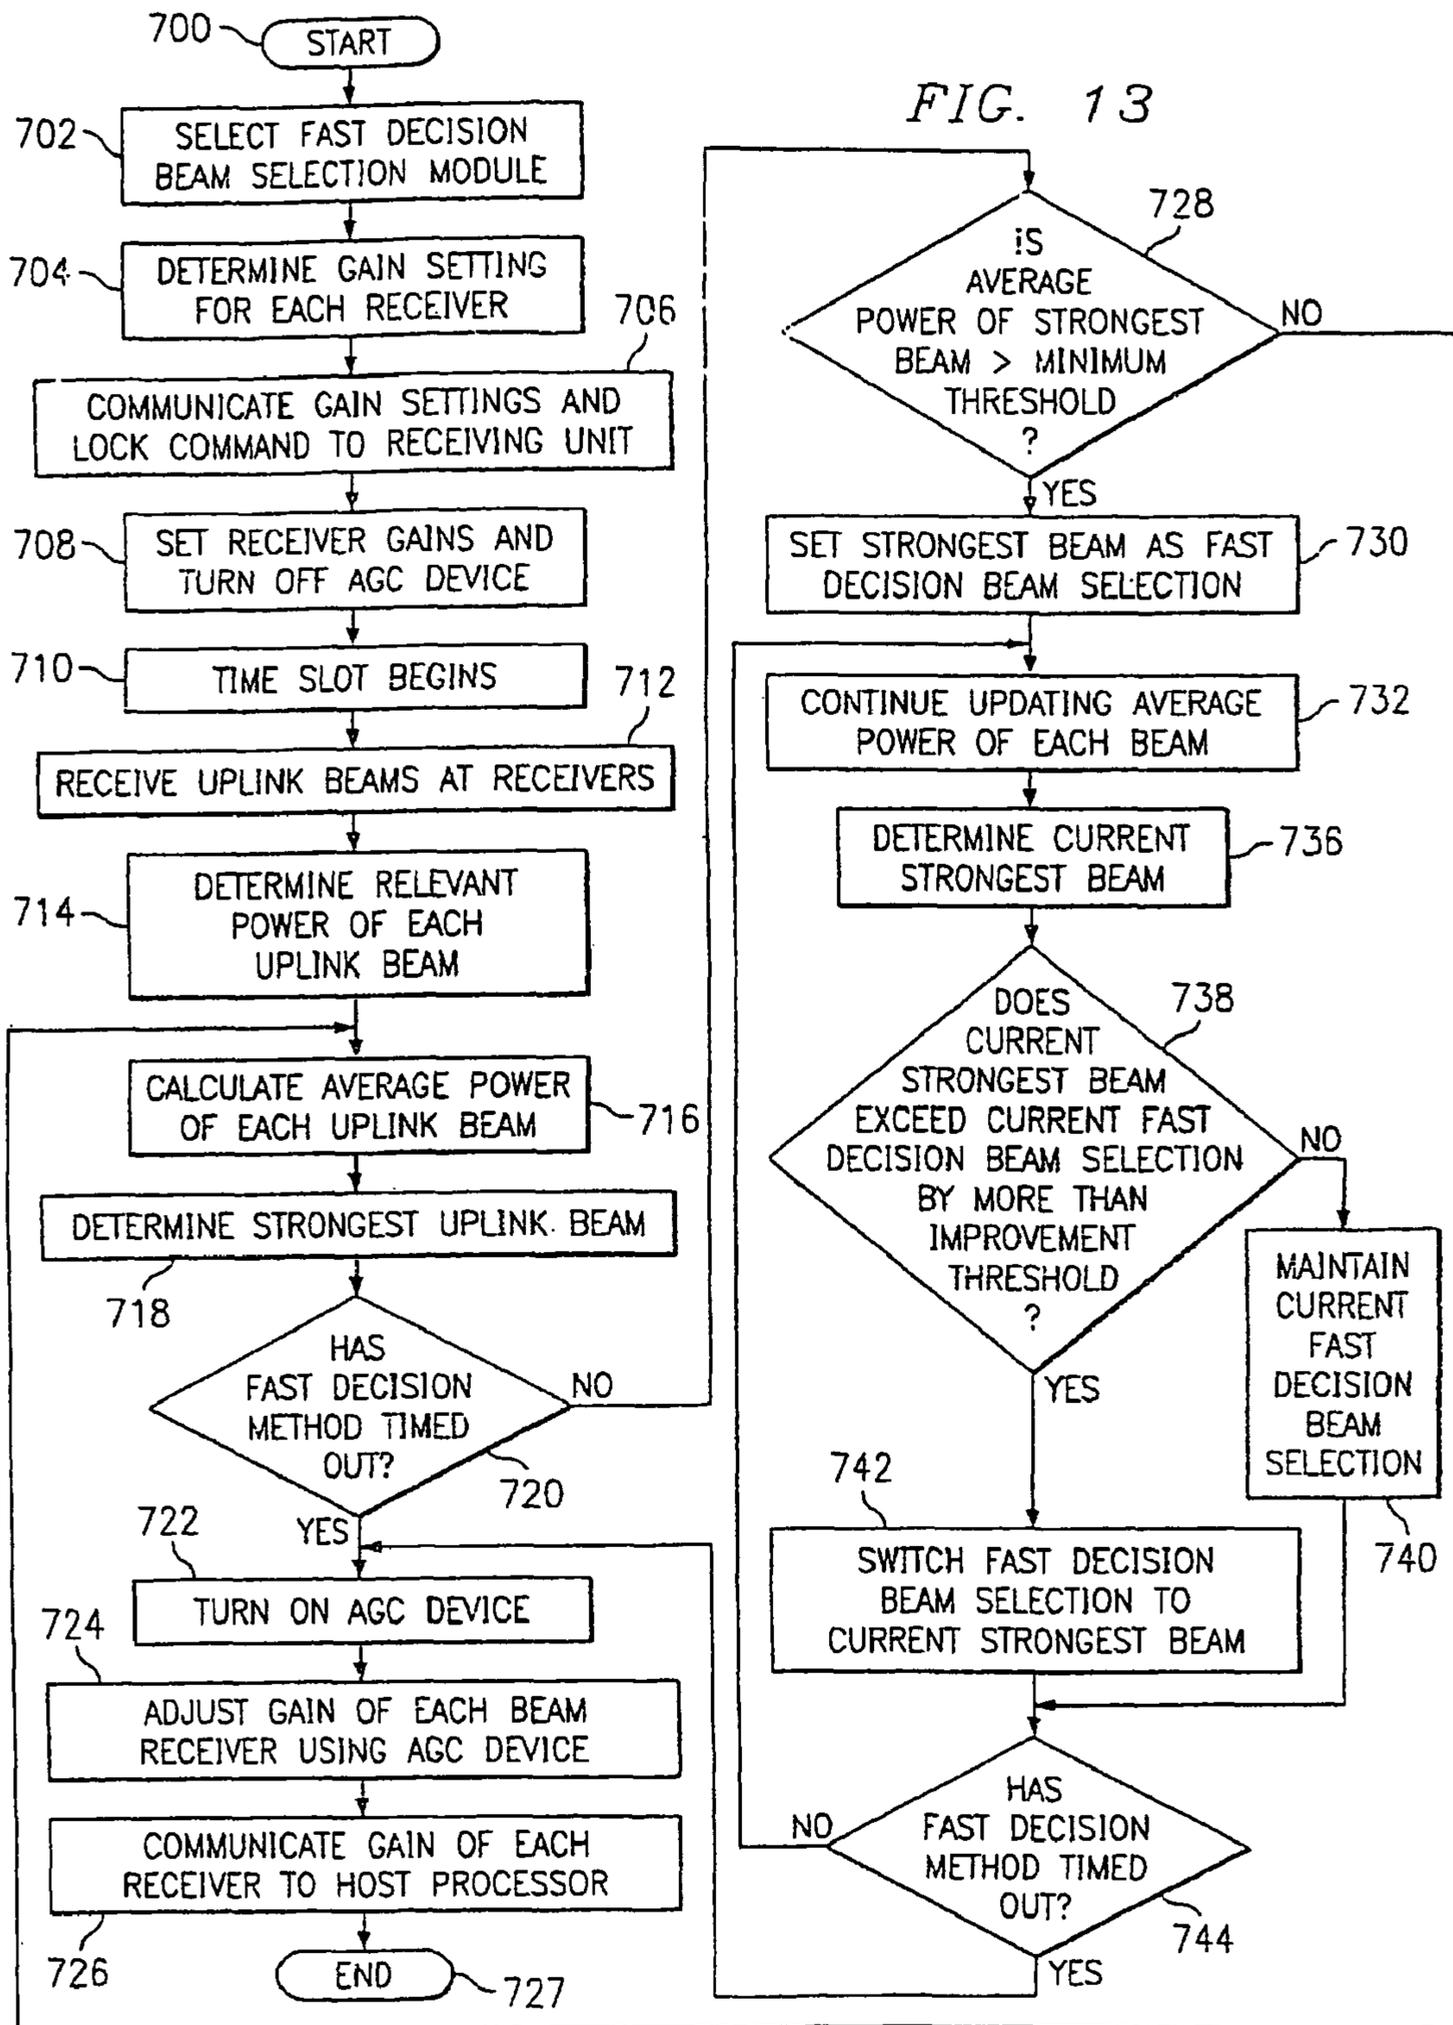 FIG. 13
700
START
702
SELECT FAST DECISION
BEAM SELECTION MODULE
704
DETERMINE GAIN SETTING
FOR EACH RECEIVER
706
COMMUNICATE GAIN SETTINGS AND
LOCK COMMAND TO RECEIVING UNIT
708
SET RECEIVER GAINS AND
TURN OFF AGC DEVICE
710
TIME SLOT BEGINS
712
RECEIVE UPLINK BEAMS AT RECEIVERS
714
DETERMINE RELEVANT
POWER OF EACH
UPLINK BEAM
CALCULATE AVERAGE POWER
OF EACH UPLINK BEAM
716
DETERMINE STRONGEST UPLINK BEAM
718
HAS
FAST DECISION
METHOD TIMED
OUT?
NO
720
YES
722
TURN ON AGC DEVICE
724
ADJUST GAIN OF EACH BEAM
RECEIVER USING AGC DEVICE
COMMUNICATE GAIN OF EACH
RECEIVER TO HOST PROCESSOR
726
END
727
728
IS
AVERAGE
POWER OF STRONGEST
BEAM > MINIMUM
THRESHOLD
?
NO
YES
SET STRONGEST BEAM AS FAST
DECISION BEAM SELECTION
730
CONTINUE UPDATING AVERAGE
POWER OF EACH BEAM
732
DETERMINE CURRENT
STRONGEST BEAM
736
738
DOES
CURRENT
STRONGEST BEAM
EXCEED CURRENT FAST
DECISION BEAM SELECTION
BY MORE THAN
IMPROVEMENT
THRESHOLD
?
NO
YES
MAINTAIN
CURRENT
FAST
DECISION
BEAM
SELECTION
740
742
SWITCH FAST DECISION
BEAM SELECTION TO
CURRENT STRONGEST BEAM
HAS
FAST DECISION
METHOD TIMED
OUT?
NO
744
YES